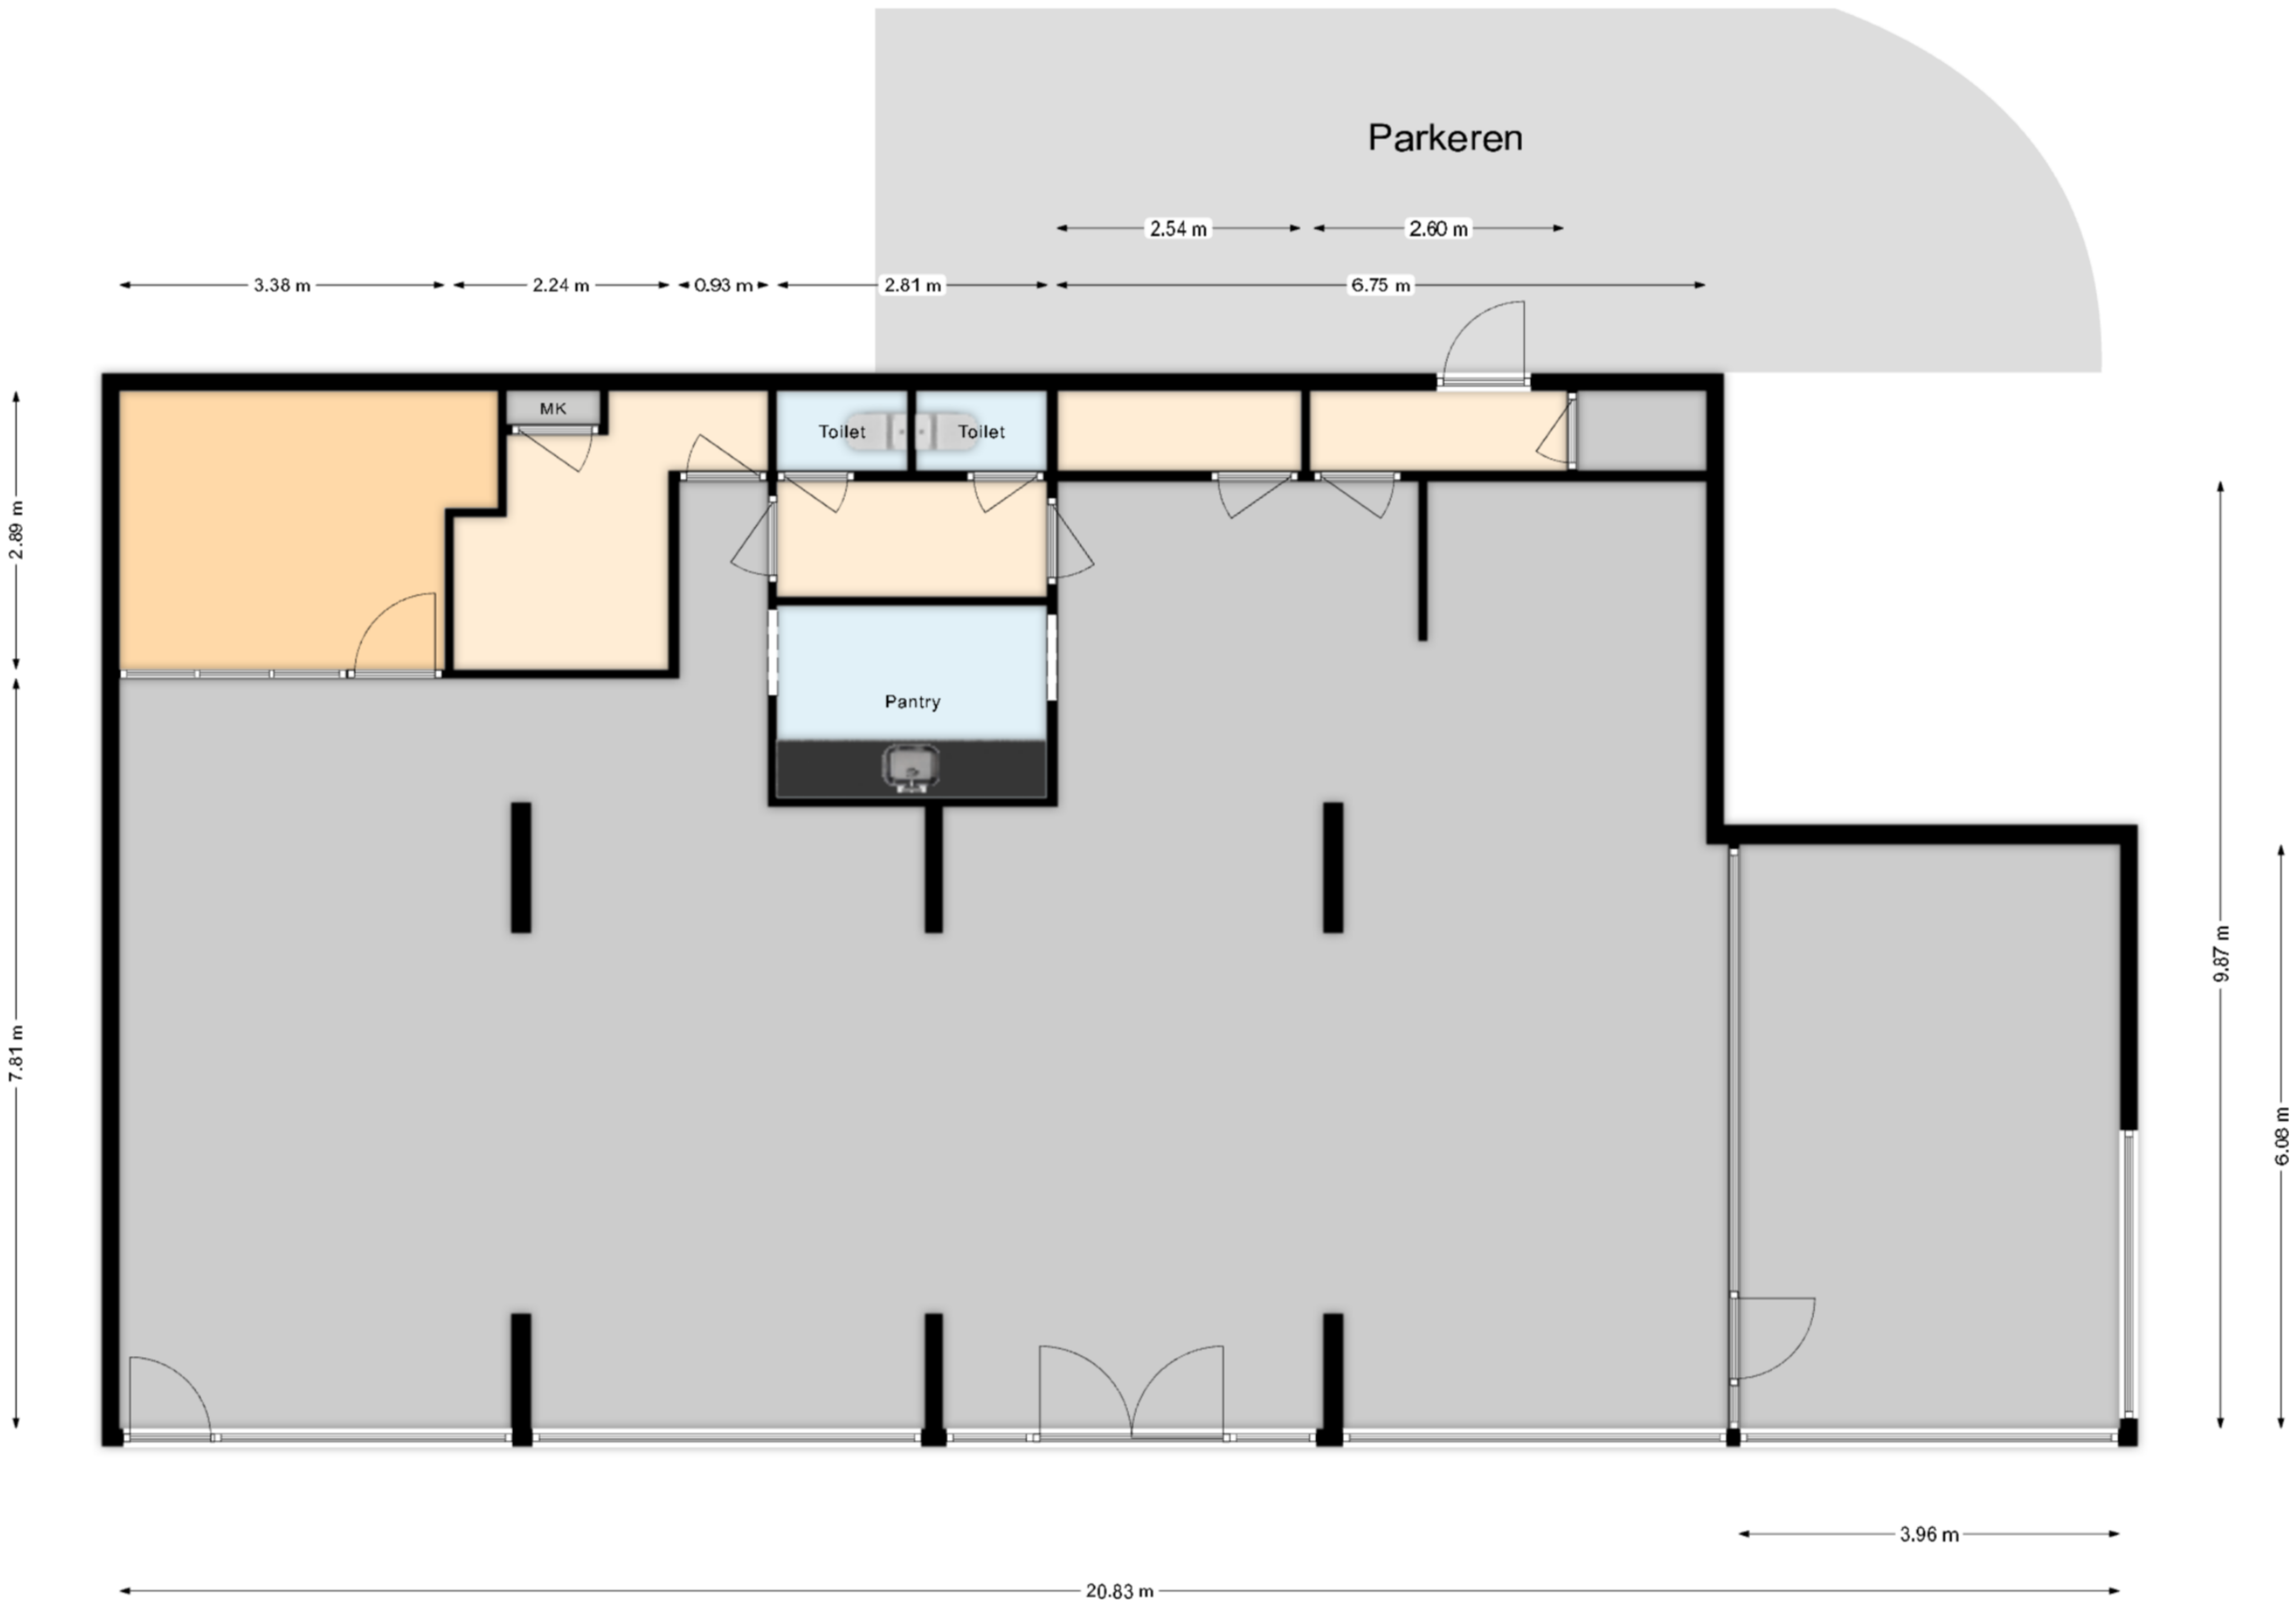 Parkeren
2.54 m
2.60 m
3.38 m
2.24 m
0.93 m
2.81 m
6.75 m
MK
Toilet
Toilet
2.89 m
Pantry
9.87 m
7.81 m
6.08 m
3.96 m
20.83 m